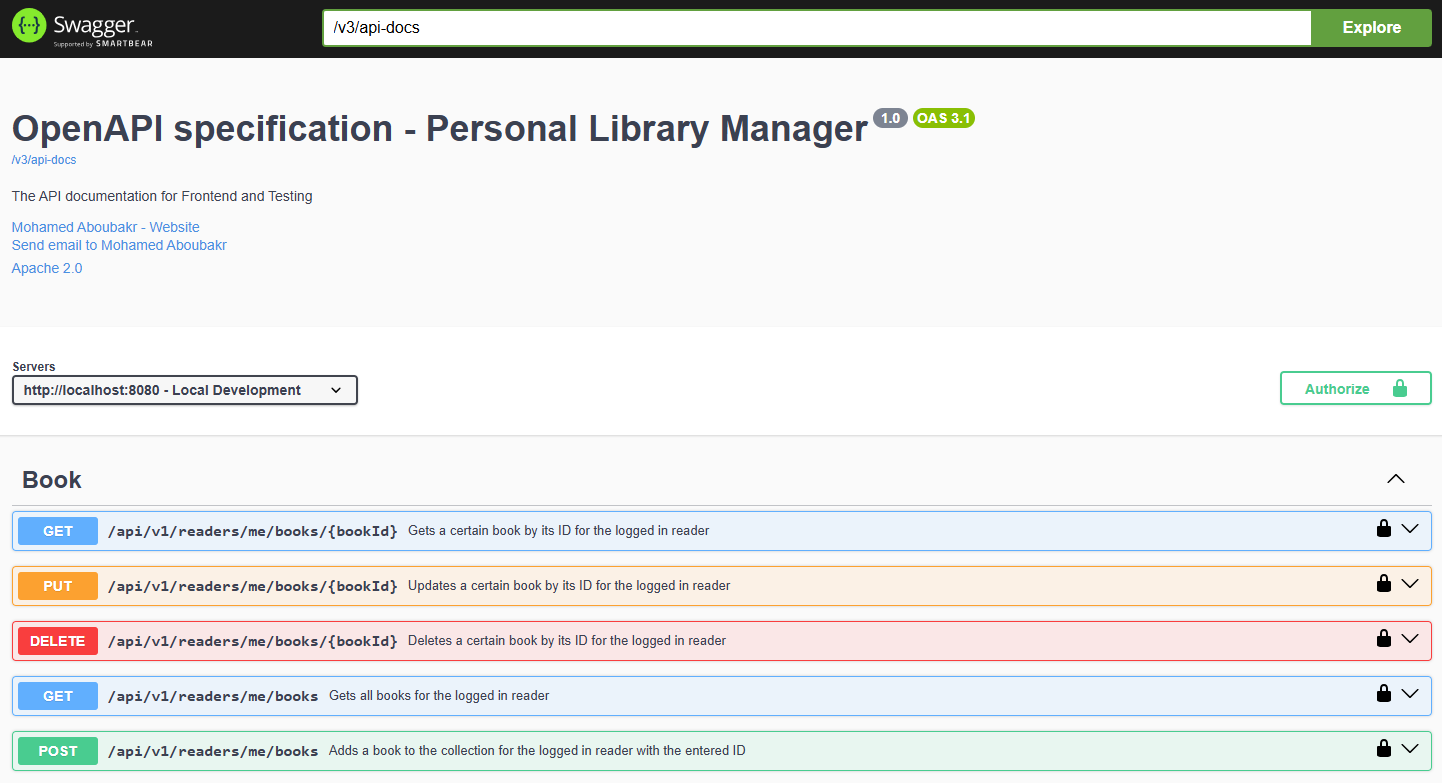 {···} Swagger
Supported by SMARTBEAR
/v3/api-docs
Explore
OpenAPI specification - Personal Library Manager 1.0 OAS 3.1
/v3/api-docs
The API documentation for Frontend and Testing
Mohamed Aboubakr - Website
Send email to Mohamed Aboubakr
Apache 2.0
Servers
http://localhost:8080 - Local Development
Authorize
Book
GET /api/v1/readers/me/books/{bookId} Gets a certain book by its ID for the logged in reader
PUT /api/v1/readers/me/books/{bookId} Updates a certain book by its ID for the logged in reader
DELETE /api/v1/readers/me/books/{bookId} Deletes a certain book by its ID for the logged in reader
GET /api/v1/readers/me/books Gets all books for the logged in reader
POST /api/v1/readers/me/books Adds a book to the collection for the logged in reader with the entered ID